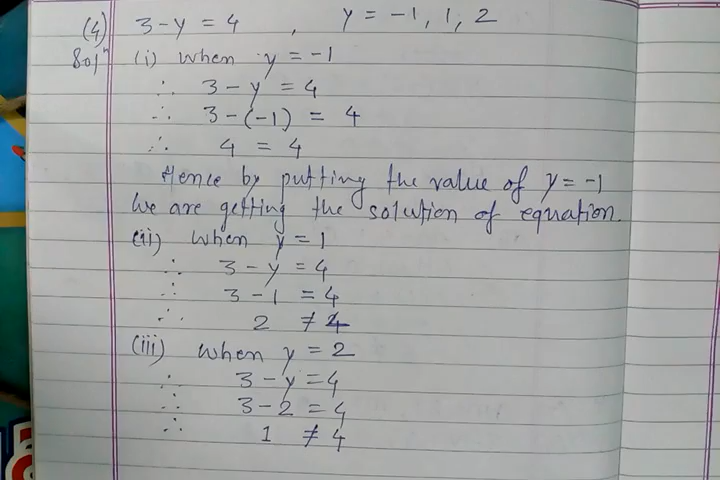 (4) 3-y = 4 , y = -1, 1, 2
Solⁿ (i) when y = -1
∴ 3 - y = 4
∴ 3-(-1) = 4
∴ 4 = 4
Hence by putting the value of y = -1
we are getting the solution of equation.
(ii) when y = 1
∴ 3 - y = 4
∴ 3 - 1 = 4
∴ 2 ≠ 4
(iii) when y = 2
∴ 3 - y = 4
∴ 3 - 2 = 4
∴ 1 ≠ 4